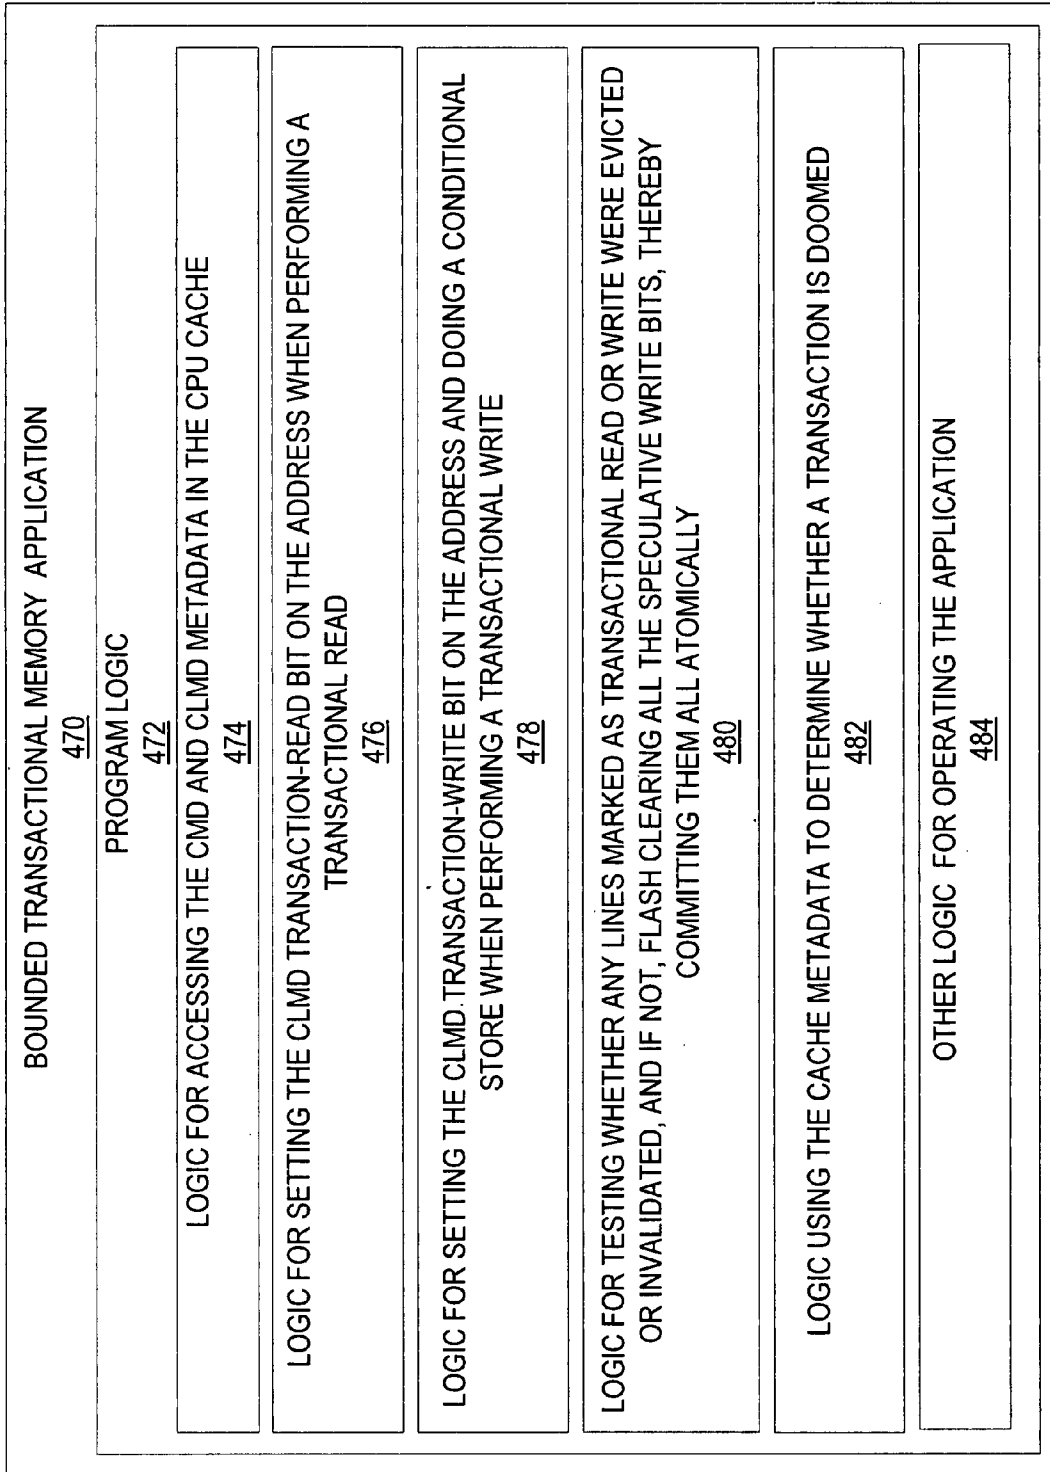 BOUNDED TRANSACTIONAL MEMORY APPLICATION
470
PROGRAM LOGIC
472
LOGIC FOR ACCESSING THE CMD AND CLMD METADATA IN THE CPU CACHE
474
LOGIC FOR SETTING THE CLMD TRANSACTION-READ BIT ON THE ADDRESS WHEN PERFORMING A
TRANSACTIONAL READ
476
LOGIC FOR SETTING THE CLMD TRANSACTION-WRITE BIT ON THE ADDRESS AND DOING A CONDITIONAL
STORE WHEN PERFORMING A TRANSACTIONAL WRITE
478
LOGIC FOR TESTING WHETHER ANY LINES MARKED AS TRANSACTIONAL READ OR WRITE WERE EVICTED
OR INVALIDATED, AND IF NOT, FLASH CLEARING ALL THE SPECULATIVE WRITE BITS, THEREBY
COMMITTING THEM ALL ATOMICALLY
480
LOGIC USING THE CACHE METADATA TO DETERMINE WHETHER A TRANSACTION IS DOOMED
482
OTHER LOGIC FOR OPERATING THE APPLICATION
484